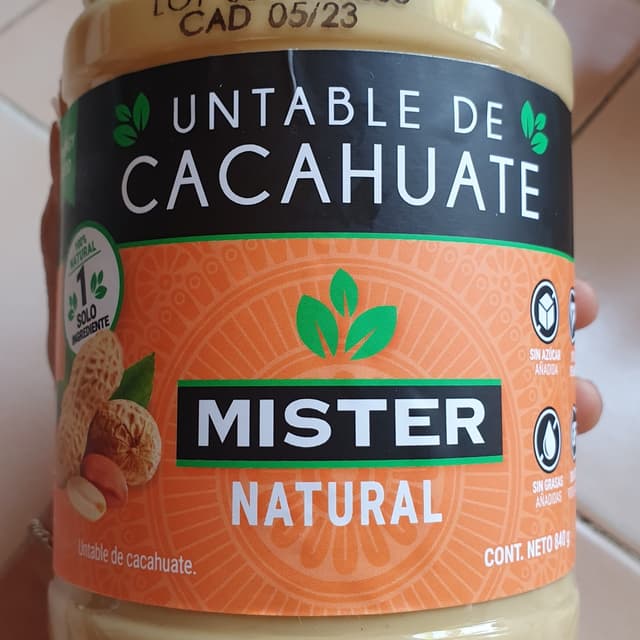 CAD 05/23
UNTABLE DE
CACAHUATE
100%
NATURAL
1
SOLO
INGREDIENTE
MISTER
NATURAL
SIN AZÚCAR
AÑADIDA
SIN GRASAS
AÑADIDAS
Untable de cacahuate.
CONT. NETO 840 g